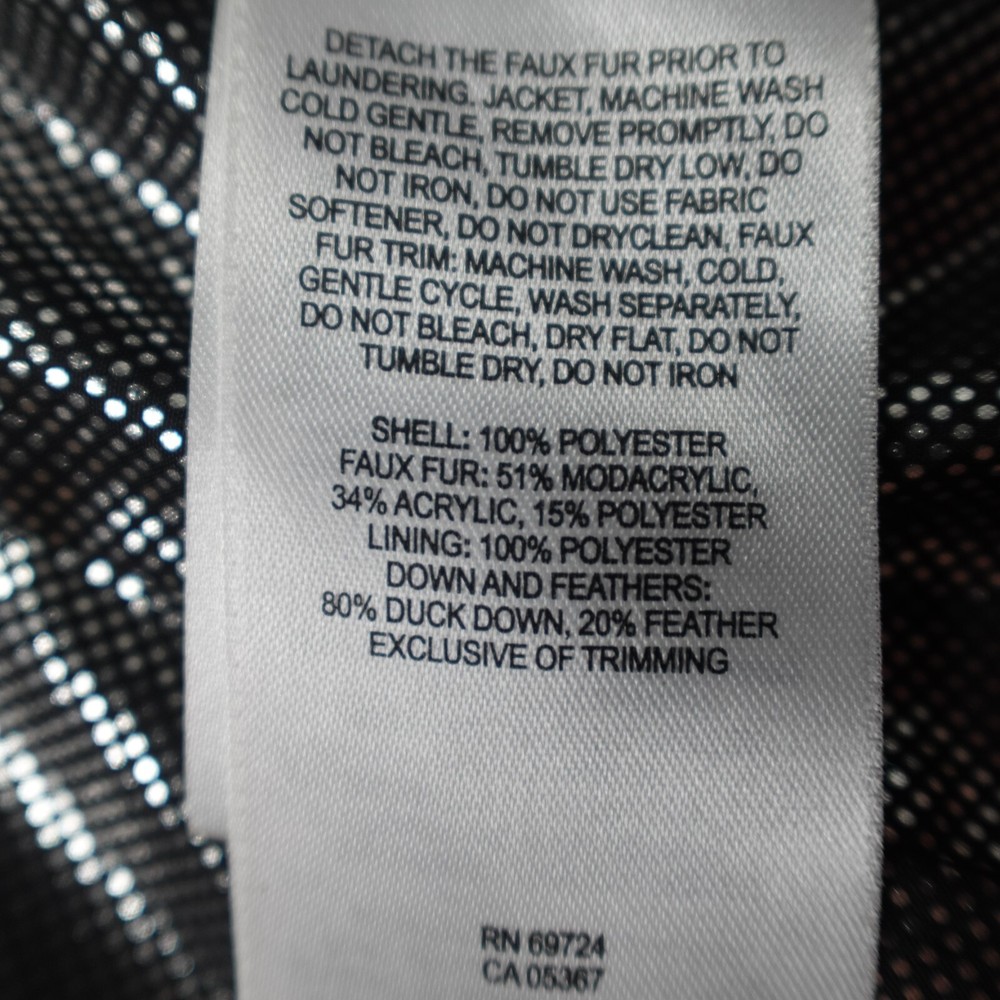 DETACH THE FAUX FUR PRIOR TO
LAUNDERING. JACKET, MACHINE WASH
COLD GENTLE, REMOVE PROMPTLY, DO
NOT BLEACH, TUMBLE DRY LOW, DO
NOT IRON, DO NOT USE FABRIC
SOFTENER, DO NOT DRYCLEAN. FAUX
FUR TRIM: MACHINE WASH, COLD,
GENTLE CYCLE, WASH SEPARATELY,
DO NOT BLEACH, DRY FLAT, DO NOT
TUMBLE DRY, DO NOT IRON
SHELL: 100% POLYESTER
FAUX FUR: 51% MODACRYLIC,
34% ACRYLIC, 15% POLYESTER
LINING: 100% POLYESTER
DOWN AND FEATHERS:
80% DUCK DOWN, 20% FEATHER
EXCLUSIVE OF TRIMMING
RN 69724
CA 05367